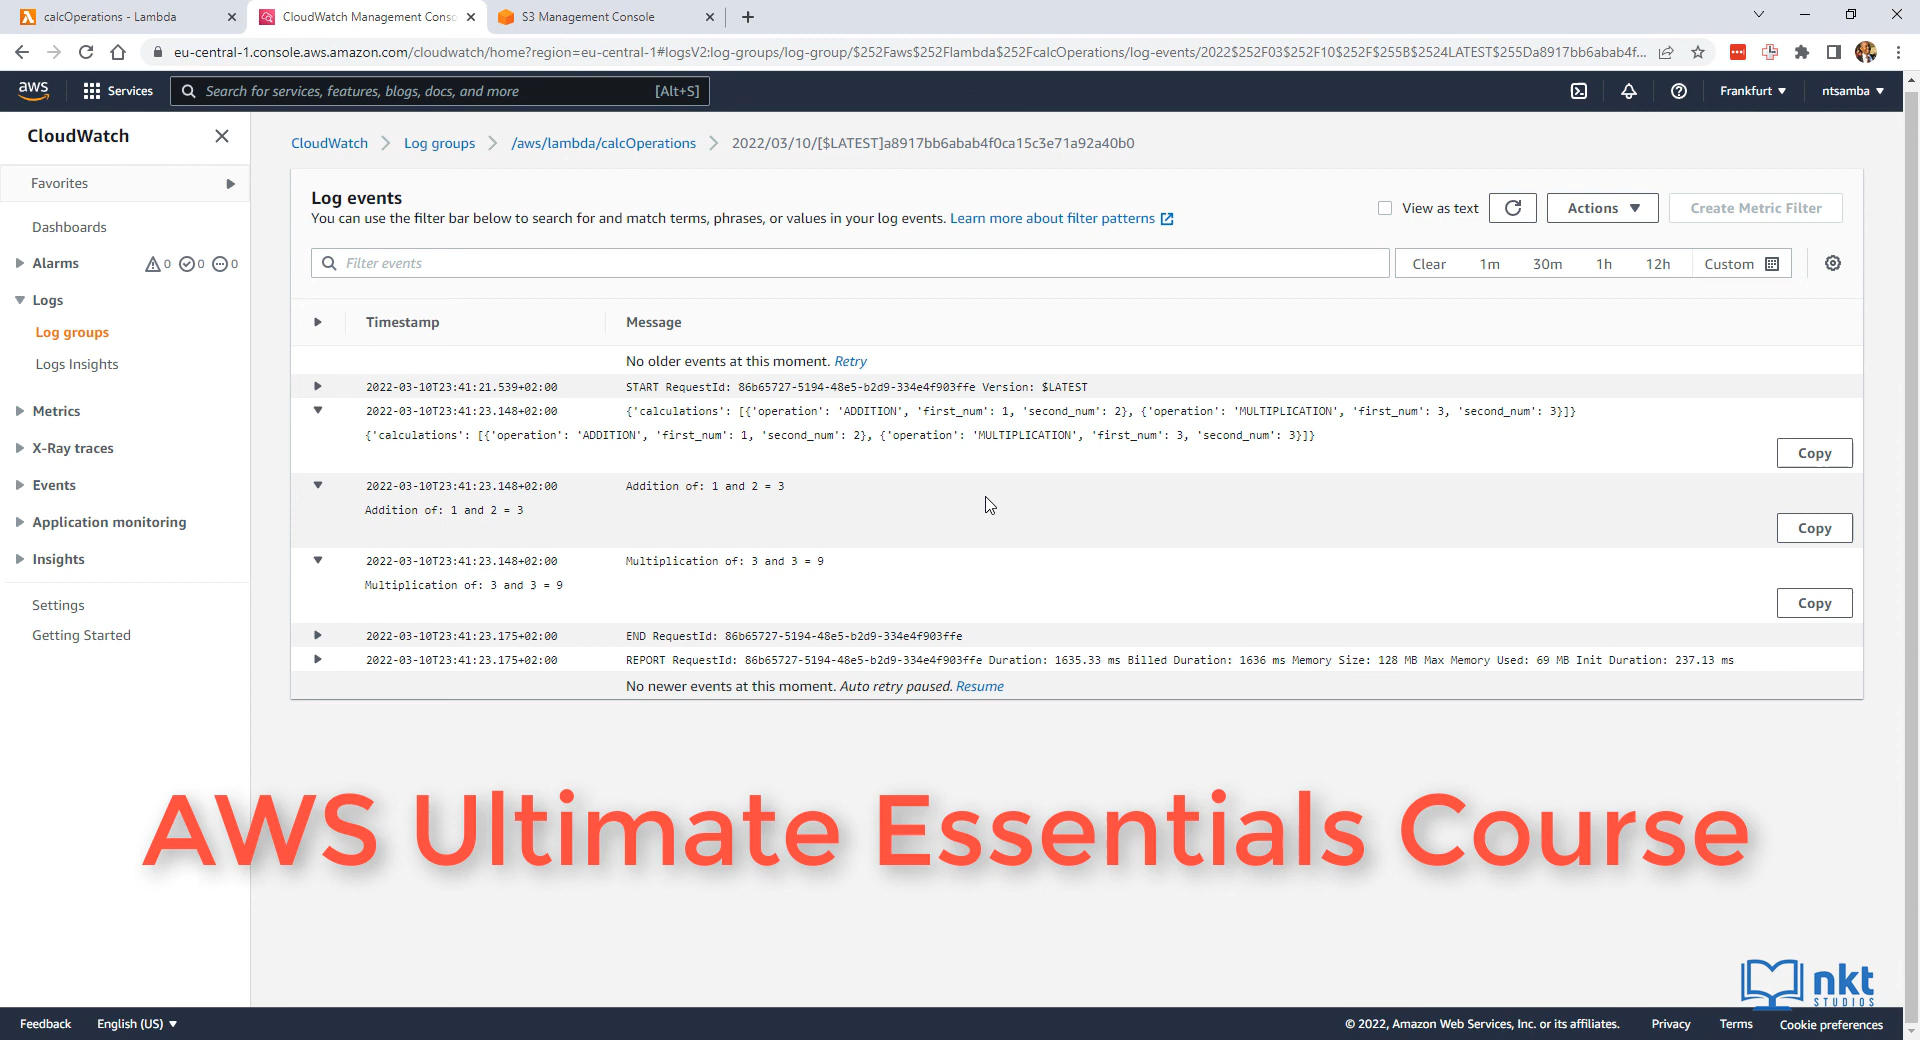 calcOperations - Lambda
CloudWatch Management Conso
S3 Management Console
eu-central-1.console.aws.amazon.com/cloudwatch/home?region=eu-central-1#logsV2:log-groups/log-group/$252Faws$252Flambda$252FcalcOperations/log-events/2022$252F03$252F10$252F$255B$2524LATEST$255Da8917bb6abab4f...
aws
Services
Search for services, features, blogs, docs, and more [Alt+S]
Frankfurt
ntsamba
CloudWatch
Favorites
Dashboards
Alarms 0 0 0
Logs
Log groups
Logs Insights
Metrics
X-Ray traces
Events
Application monitoring
Insights
Settings
Getting Started
CloudWatch Log groups /aws/lambda/calcOperations 2022/03/10/[$LATEST]a8917bb6abab4f0ca15c3e71a92a40b0
Log events
You can use the filter bar below to search for and match terms, phrases, or values in your log events. Learn more about filter patterns
View as text
Actions
Create Metric Filter
Filter events
Clear 1m 30m 1h 12h Custom
Timestamp Message
No older events at this moment. Retry
2022-03-10T23:41:21.539+02:00 START RequestId: 86b65727-5194-48e5-b2d9-334e4f903ffe Version: $LATEST
2022-03-10T23:41:23.148+02:00 {'calculations': [{'operation': 'ADDITION', 'first_num': 1, 'second_num': 2}, {'operation': 'MULTIPLICATION', 'first_num': 3, 'second_num': 3}]}
{'calculations': [{'operation': 'ADDITION', 'first_num': 1, 'second_num': 2}, {'operation': 'MULTIPLICATION', 'first_num': 3, 'second_num': 3}]}
Copy
2022-03-10T23:41:23.148+02:00 Addition of: 1 and 2 = 3
Addition of: 1 and 2 = 3
Copy
2022-03-10T23:41:23.148+02:00 Multiplication of: 3 and 3 = 9
Multiplication of: 3 and 3 = 9
Copy
2022-03-10T23:41:23.175+02:00 END RequestId: 86b65727-5194-48e5-b2d9-334e4f903ffe
2022-03-10T23:41:23.175+02:00 REPORT RequestId: 86b65727-5194-48e5-b2d9-334e4f903ffe Duration: 1635.33 ms Billed Duration: 1636 ms Memory Size: 128 MB Max Memory Used: 69 MB Init Duration: 237.13 ms
No newer events at this moment. Auto retry paused. Resume
AWS Ultimate Essentials Course
nkt
STUDIOS
Feedback English (US)
© 2022, Amazon Web Services, Inc. or its affiliates. Privacy Terms Cookie preferences